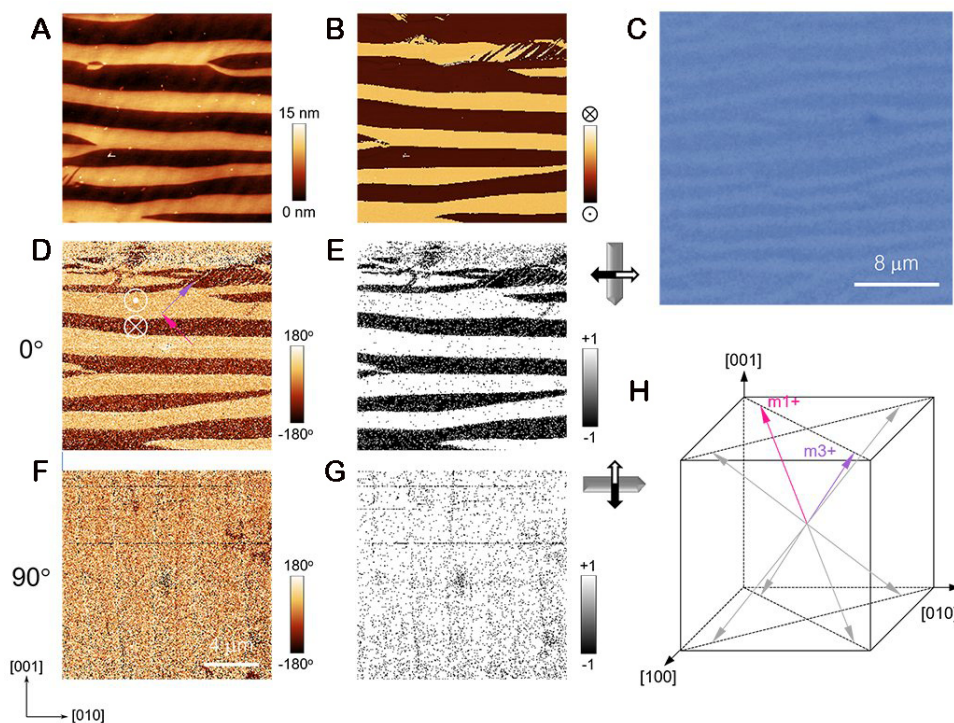 A
B
C
15 nm
0 nm
⊗
⊙
8 μm
D
E
0°
180°
-180°
+1
-1
H
[001]
m1+
m3+
[010]
[100]
F
G
90°
180°
-180°
4 μm
+1
-1
[001]
[010]